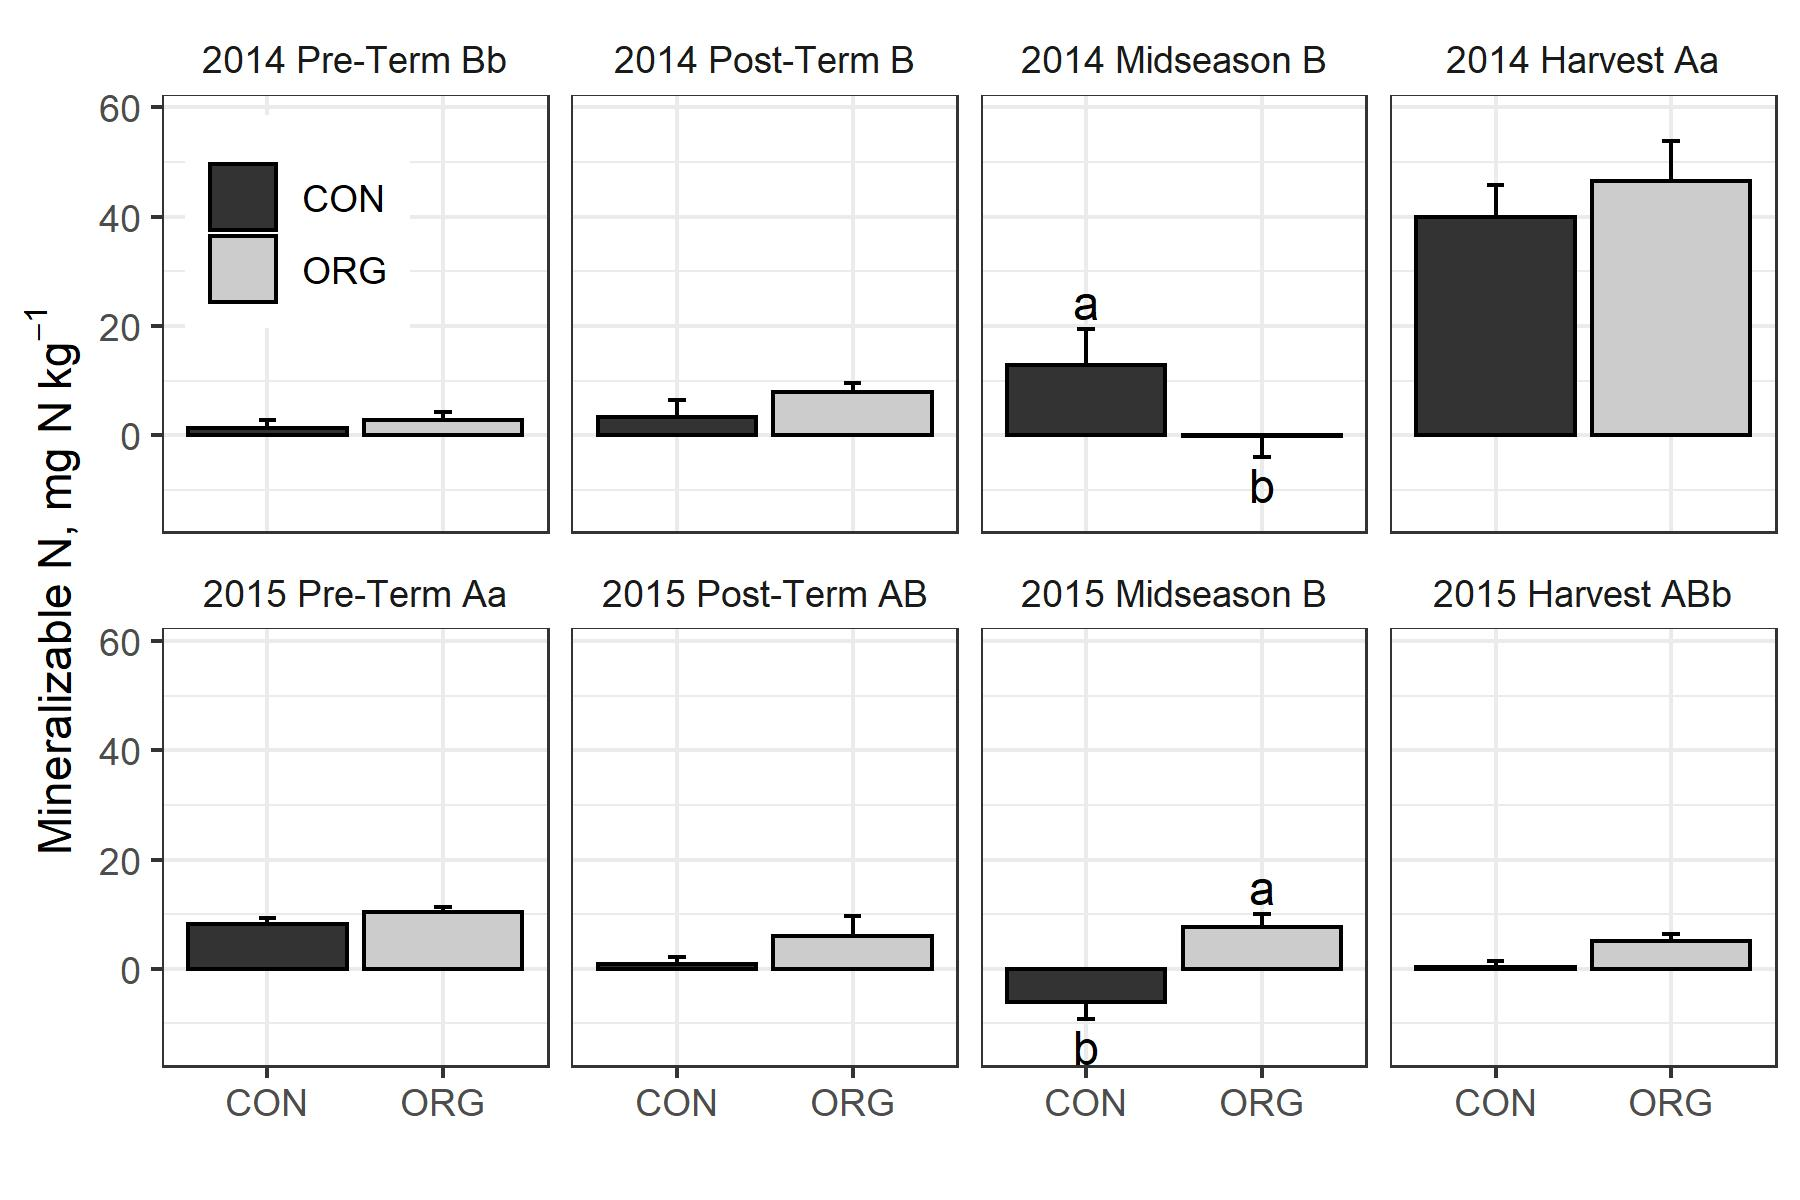 2014 Pre-Term Bb 2014 Post-Term B 2014 Midseason B 2014 Harvest Aa
60
40
20
0
CON
ORG
a
b
Mineralizable N, mg N kg⁻¹
2015 Pre-Term Aa 2015 Post-Term AB 2015 Midseason B 2015 Harvest ABb
60
40
20
0
a
b
CON ORG CON ORG CON ORG CON ORG